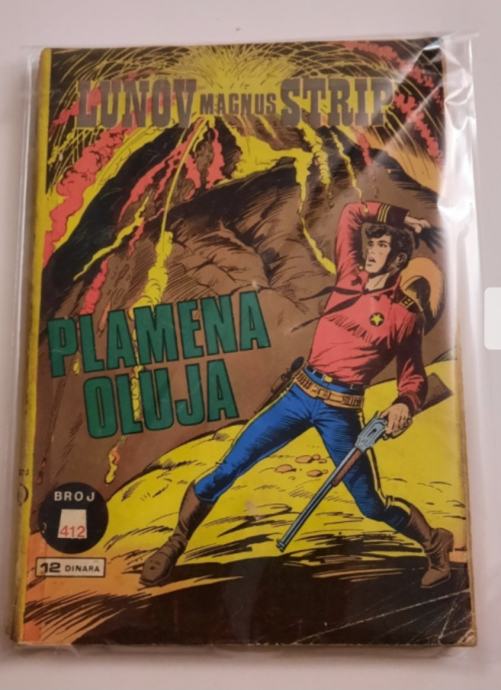 LUNOV MAGNUS STRIP
PLAMENA
OLUJA
BROJ
412
12 DINARA